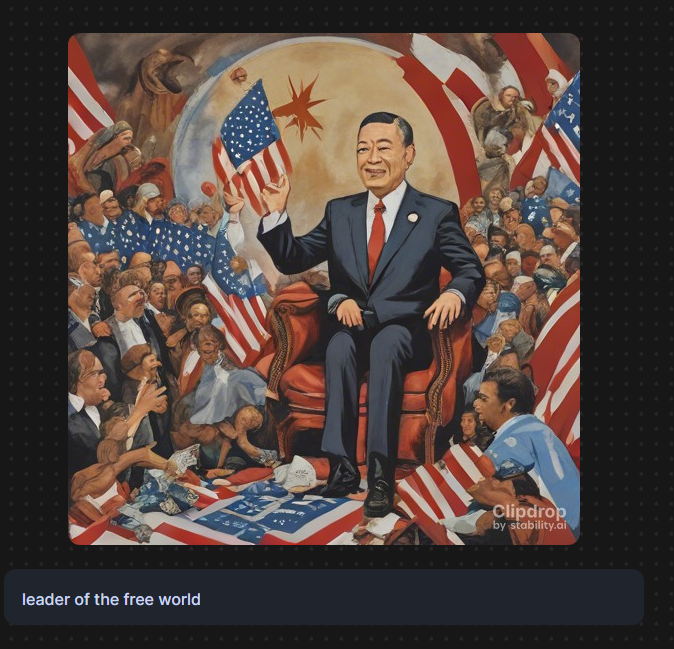 Clipdrop
by stability.ai
leader of the free world